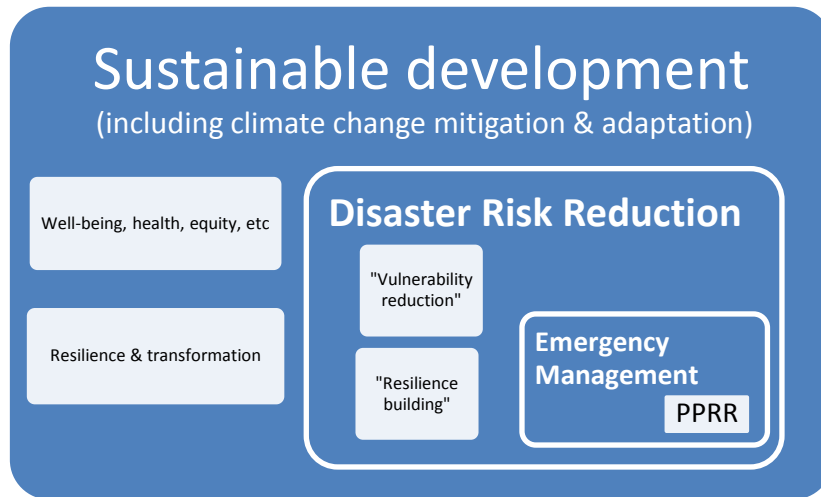 Sustainable development
(including climate change mitigation & adaptation)
Well-being, health, equity, etc
Resilience & transformation
Disaster Risk Reduction
"Vulnerability
reduction"
"Resilience
building"
Emergency
Management
PPRR